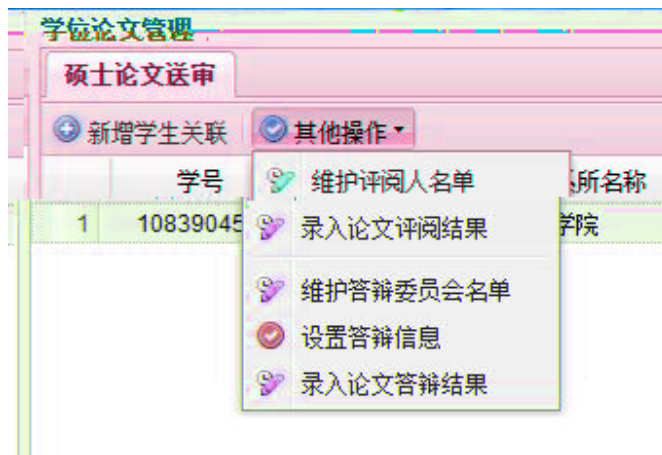 学位论文管理
硕士论文送审
新增学生关联 其他操作
学号 系所名称
1 10839045 学院
维护评阅人名单
录入论文评阅结果
维护答辩委员会名单
设置答辩信息
录入论文答辩结果